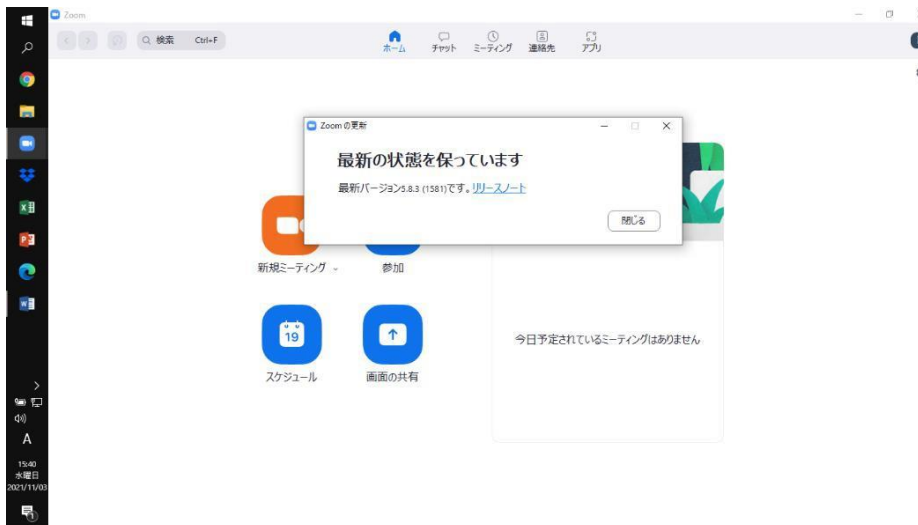 Zoom
検索 Ctrl+F
ホーム
チャット
ミーティング
連絡先
アプリ
Zoom の更新
最新の状態を保っています
最新バージョン5.8.3 (1581)です。リリースノート
閉じる
新規ミーティング
参加
19
スケジュール
画面の共有
今日予定されているミーティングはありません
A
15:40
水曜日
2021/11/03
1